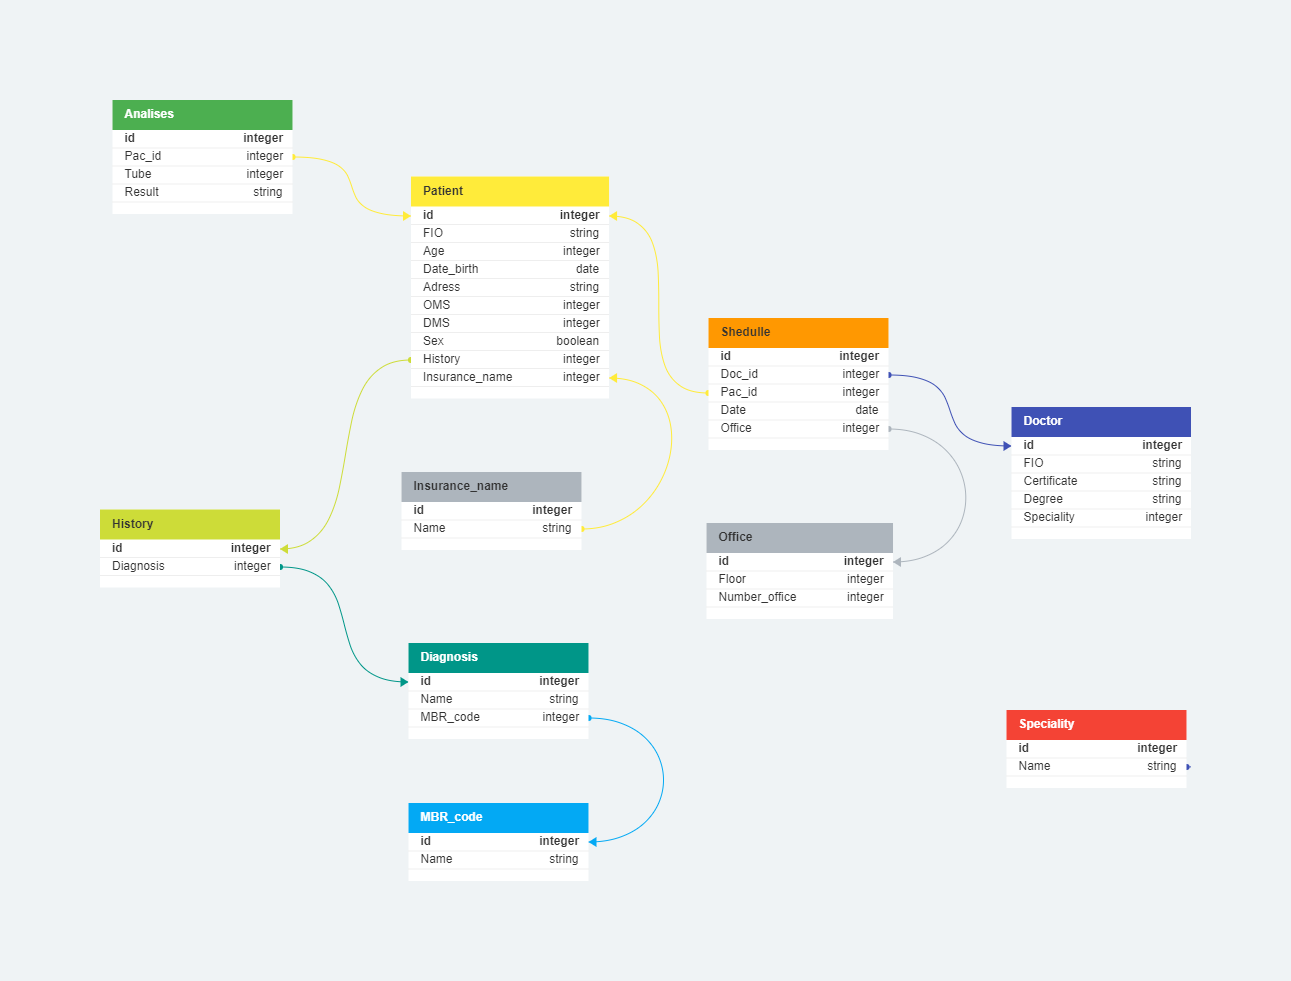 Analises
id integer
Pac_id integer
Tube integer
Result string
Patient
id integer
FIO string
Age integer
Date_birth date
Adress string
OMS integer
DMS integer
Sex boolean
History integer
Insurance_name integer
Shedulle
id integer
Doc_id integer
Pac_id integer
Date date
Office integer
Doctor
id integer
FIO string
Certificate string
Degree string
Speciality integer
Insurance_name
id integer
Name string
History
id integer
Diagnosis integer
Office
id integer
Floor integer
Number_office integer
Diagnosis
id integer
Name string
MBR_code integer
Speciality
id integer
Name string
MBR_code
id integer
Name string